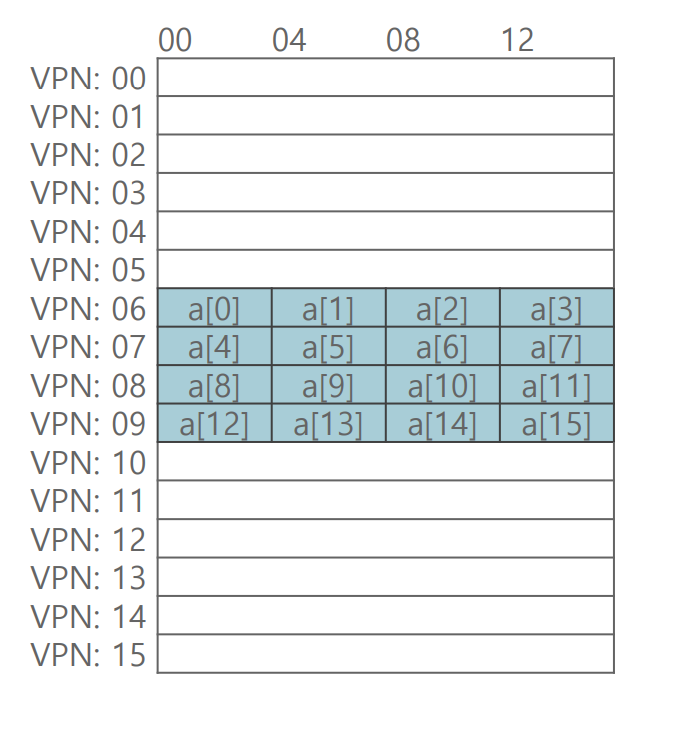 00 04 08 12
VPN: 00
VPN: 01
VPN: 02
VPN: 03
VPN: 04
VPN: 05
VPN: 06 a[0] a[1] a[2] a[3]
VPN: 07 a[4] a[5] a[6] a[7]
VPN: 08 a[8] a[9] a[10] a[11]
VPN: 09 a[12] a[13] a[14] a[15]
VPN: 10
VPN: 11
VPN: 12
VPN: 13
VPN: 14
VPN: 15